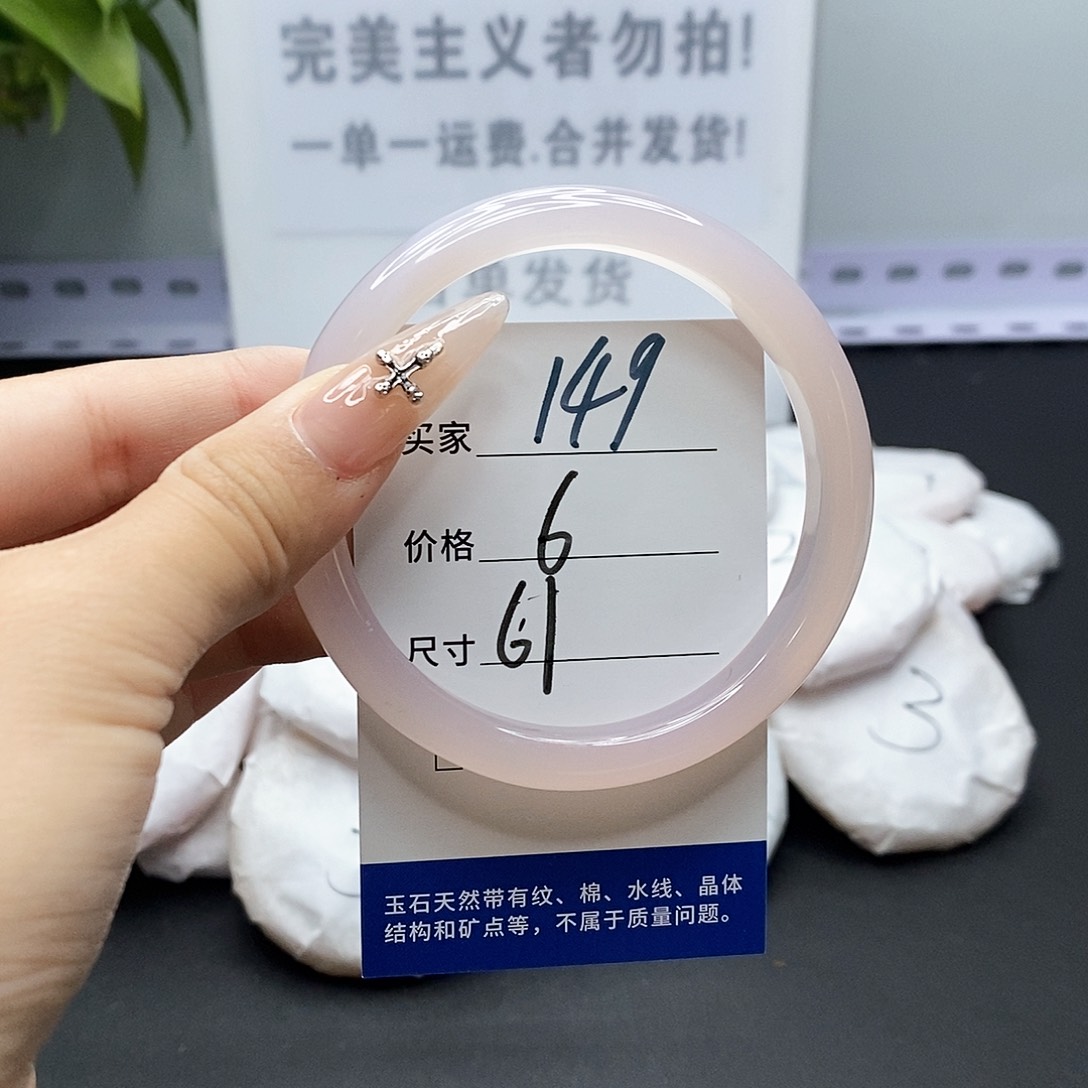 完美主义者勿拍!
一单一运费.合并发货!
单发货
买家 149
价格 6
尺寸 61
玉石天然带有纹、棉、水线、晶体
结构和矿点等，不属于质量问题。
3